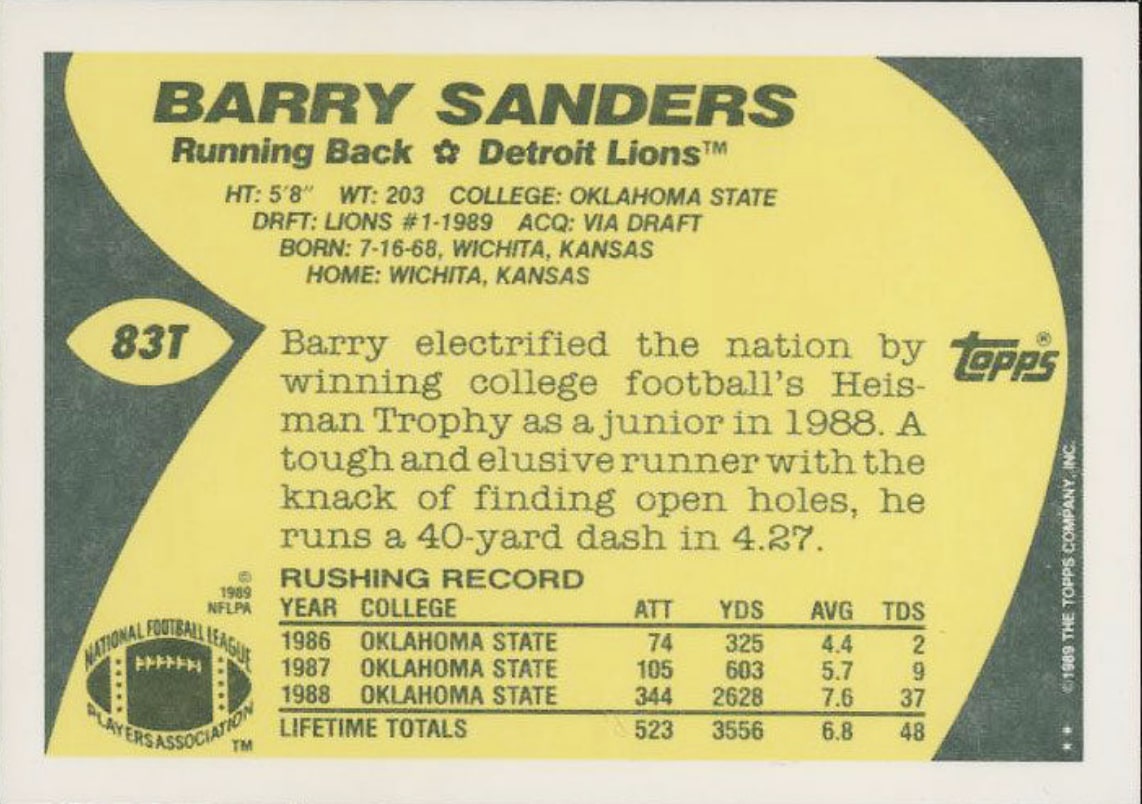 BARRY SANDERS
Running Back ✿ Detroit Lions™
HT: 5'8" WT: 203 COLLEGE: OKLAHOMA STATE
DRFT: LIONS #1-1989 ACQ: VIA DRAFT
BORN: 7-16-68, WICHITA, KANSAS
HOME: WICHITA, KANSAS
83T
Barry electrified the nation by
winning college football's Heis-
man Trophy as a junior in 1988. A
tough and elusive runner with the
knack of finding open holes, he
runs a 40-yard dash in 4.27.
topps®
RUSHING RECORD
YEAR COLLEGE ATT YDS AVG TDS
1986 OKLAHOMA STATE 74 325 4.4 2
1987 OKLAHOMA STATE 105 603 5.7 9
1988 OKLAHOMA STATE 344 2628 7.6 37
LIFETIME TOTALS 523 3556 6.8 48
©
1989
NFLPA
NATIONAL FOOTBALL LEAGUE
PLAYERS ASSOCIATION
TM
©1989 THE TOPPS COMPANY, INC.
**